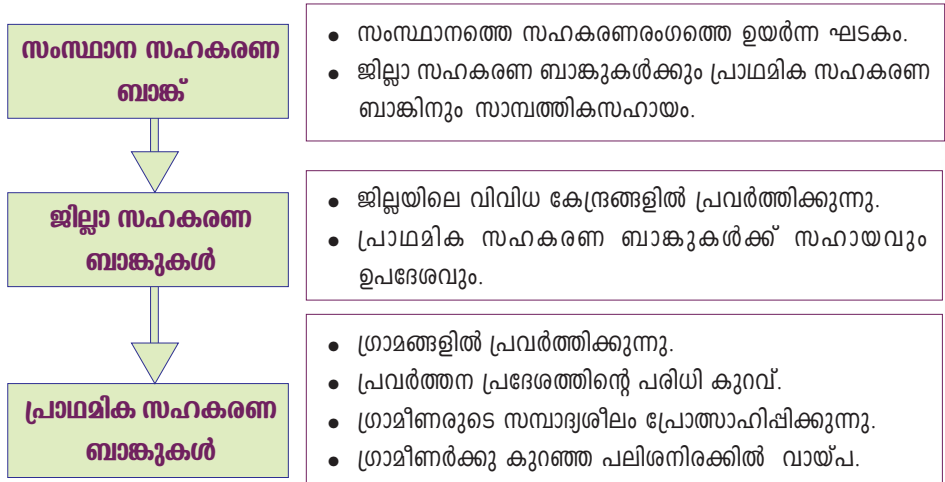 സംസ്ഥാന സഹകരണ
ബാങ്ക്
• സംസ്ഥാനത്തെ സഹകരണരംഗത്തെ ഉയർന്ന ഘടകം.
• ജില്ലാ സഹകരണ ബാങ്കുകൾക്കും പ്രാഥമിക സഹകരണ
ബാങ്കിനും സാമ്പത്തികസഹായം.
ജില്ലാ സഹകരണ
ബാങ്കുകൾ
• ജില്ലയിലെ വിവിധ കേന്ദ്രങ്ങളിൽ പ്രവർത്തിക്കുന്നു.
• പ്രാഥമിക സഹകരണ ബാങ്കുകൾക്ക് സഹായവും
ഉപദേശവും.
പ്രാഥമിക സഹകരണ
ബാങ്കുകൾ
• ഗ്രാമങ്ങളിൽ പ്രവർത്തിക്കുന്നു.
• പ്രവർത്തന പ്രദേശത്തിന്റെ പരിധി കുറവ്.
• ഗ്രാമീണരുടെ സമ്പാദ്യശീലം പ്രോത്സാഹിപ്പിക്കുന്നു.
• ഗ്രാമീണർക്കു കുറഞ്ഞ പലിശനിരക്കിൽ വായ്പ.